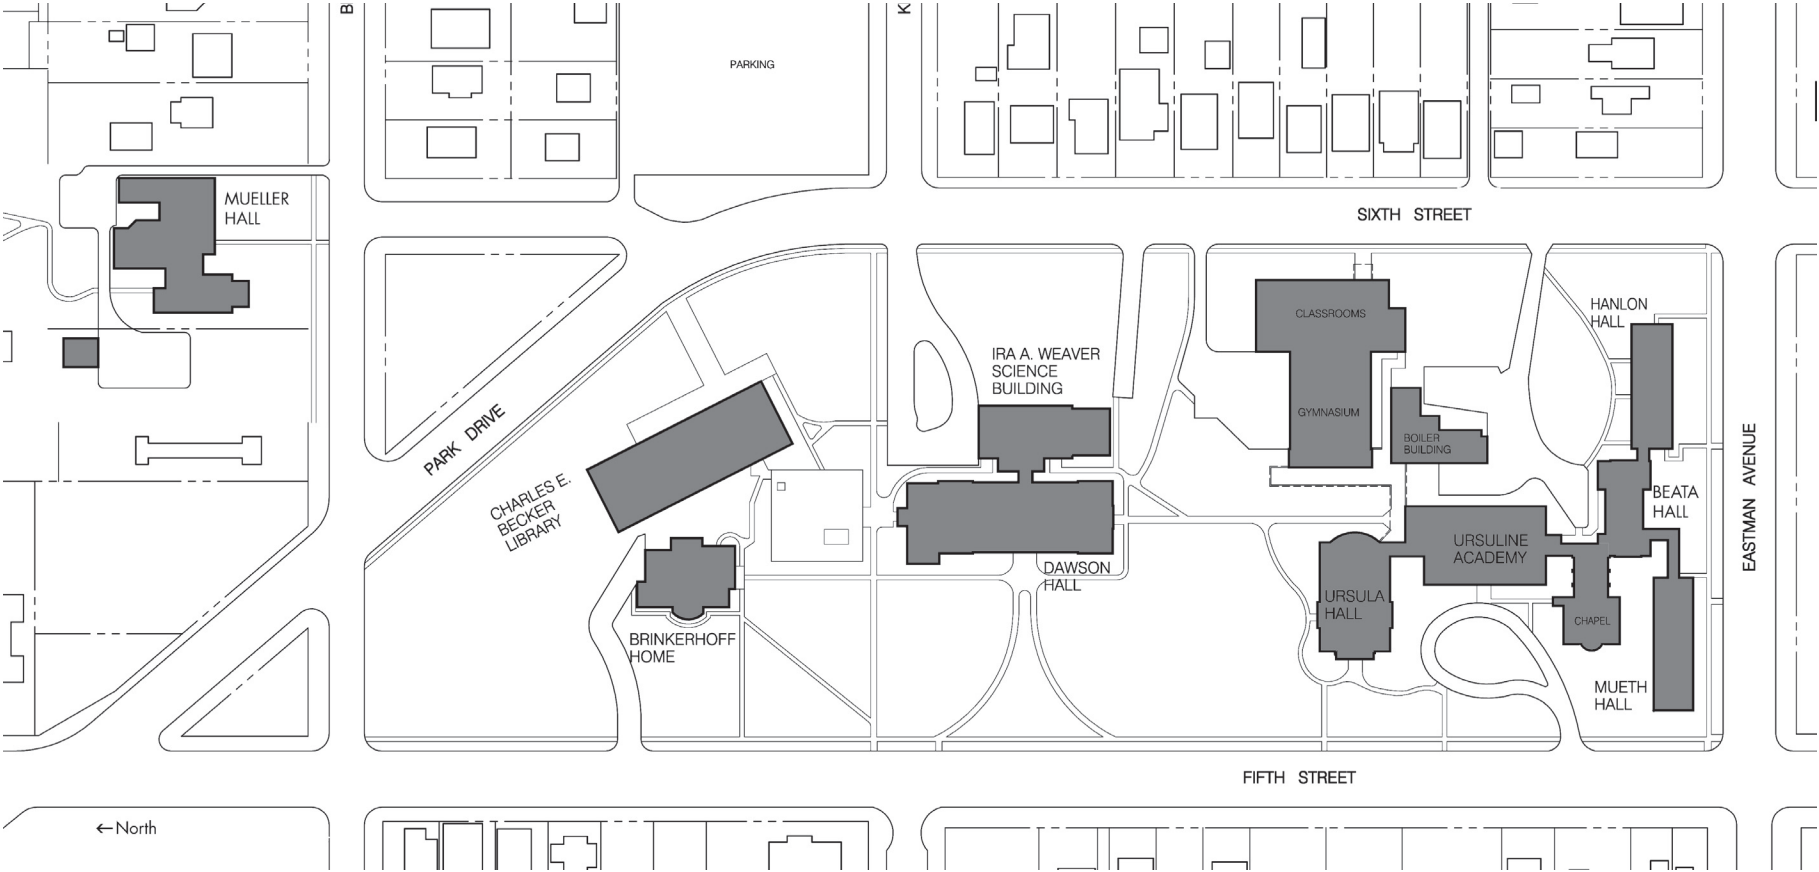 PARKING
MUELLER
HALL
SIXTH STREET
HANLON
HALL
CLASSROOMS
IRA A. WEAVER
SCIENCE
BUILDING
GYMNASIUM
PARK DRIVE
BOILER
BUILDING
EASTMAN AVENUE
CHARLES E.
BECKER
LIBRARY
BEATA
HALL
URSULINE
ACADEMY
DAWSON
HALL
URSULA
HALL
CHAPEL
BRINKERHOFF
HOME
MUETH
HALL
FIFTH STREET
←North